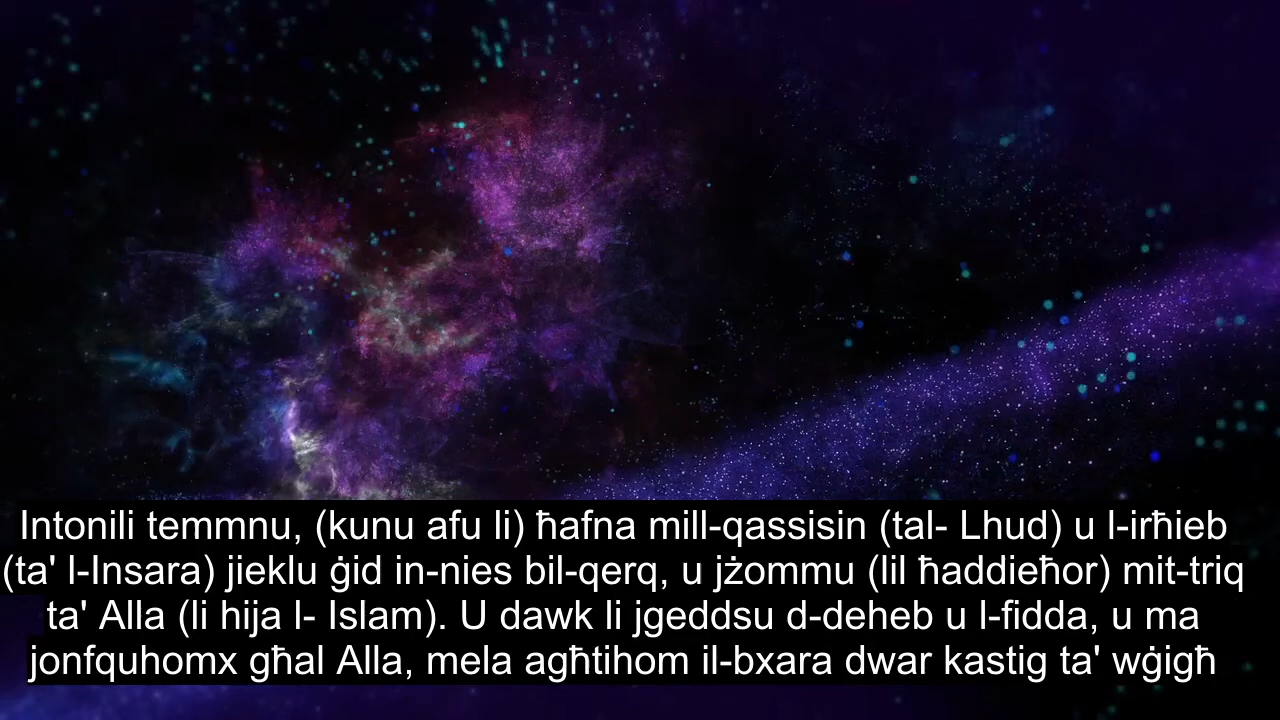 Intonili temmnu, (kunu afu li) ħafna mill-qassisin (tal- Lhud) u l-irħieb
(ta' l-Insara) jieklu ġid in-nies bil-qerq, u jżommu (lil ħaddieħor) mit-triq
ta' Alla (li hija l- Islam). U dawk li jgeddsu d-deheb u l-fidda, u ma
jonfquhomx għal Alla, mela agħtihom il-bxara dwar kastig ta' wġigħ